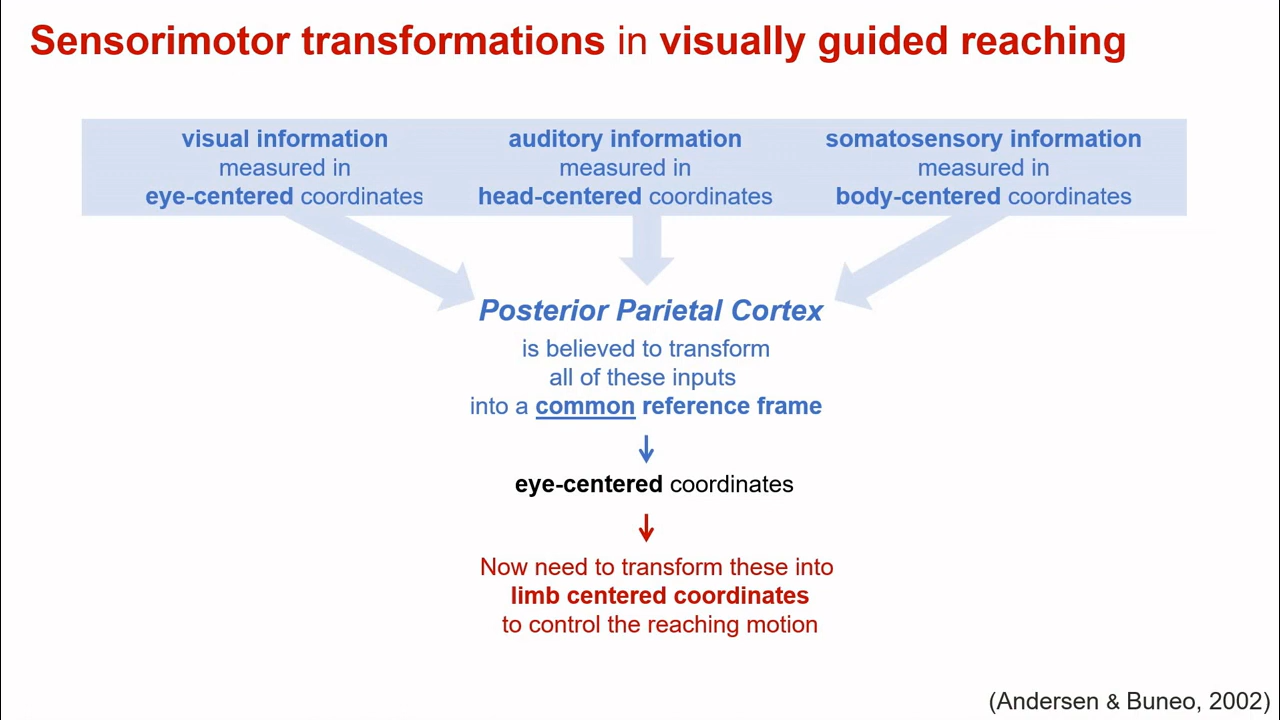 Sensorimotor transformations in visually guided reaching
visual information
measured in
eye-centered coordinates
auditory information
measured in
head-centered coordinates
somatosensory information
measured in
body-centered coordinates
Posterior Parietal Cortex
is believed to transform
all of these inputs
into a common reference frame
eye-centered coordinates
Now need to transform these into
limb centered coordinates
to control the reaching motion
(Andersen & Buneo, 2002)